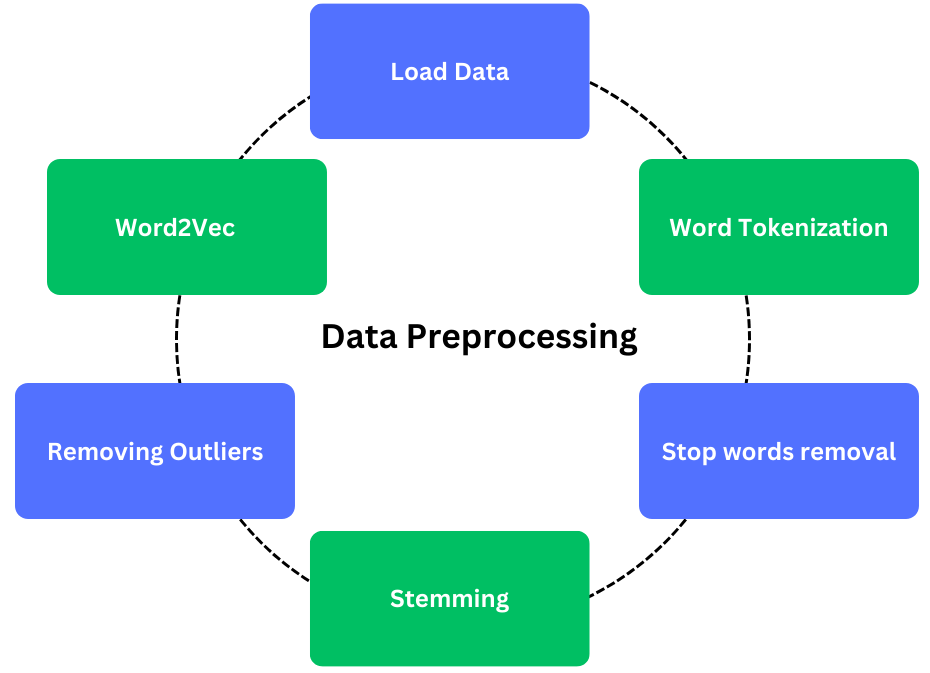 Load Data
Word2Vec
Word Tokenization
Data Preprocessing
Removing Outliers
Stop words removal
Stemming